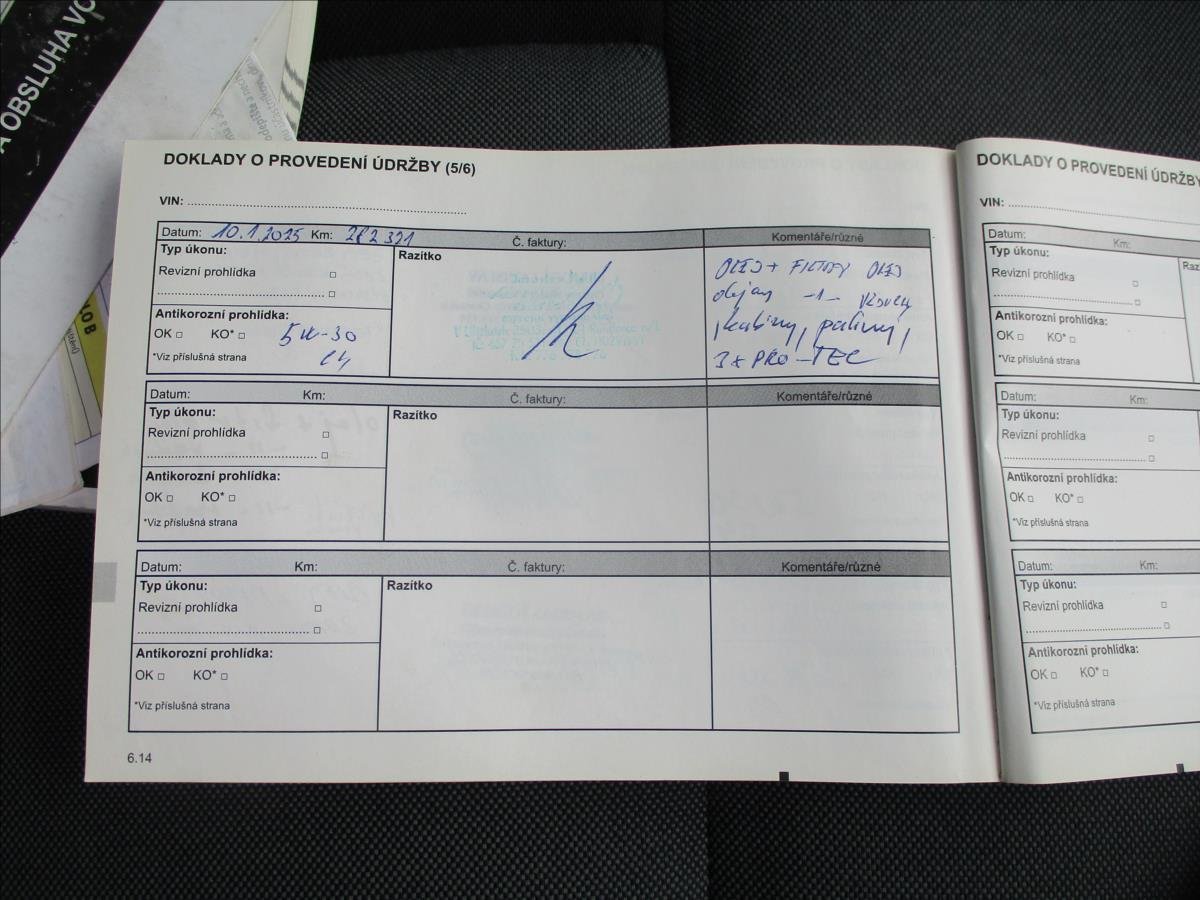 A OBSLUHA VO
DOKLADY O PROVEDENÍ ÚDRŽBY (5/6)
VIN:
Datum: 10.1.2025 Km: 282 321 Č. faktury: Komentáře/různé
Typ úkonu:
Revizní prohlídka
Antikorozní prohlídka:
OK KO*
5W-30
C4
*Viz příslušná strana
Razítko
OLEJ + FILTRY OLEJ
-1-
kabiny, palivy,
3x PRO-TEC
Datum: Km: Č. faktury: Komentáře/různé
Typ úkonu:
Revizní prohlídka
Antikorozní prohlídka:
OK KO*
*Viz příslušná strana
Razítko
Datum: Km: Č. faktury: Komentáře/různé
Typ úkonu:
Revizní prohlídka
Antikorozní prohlídka:
OK KO*
*Viz příslušná strana
Razítko
6.14
DOKLADY O PROVEDENÍ ÚDRŽBY
VIN:
Datum: Km:
Typ úkonu:
Revizní prohlídka
Antikorozní prohlídka:
OK KO*
*Viz příslušná strana
Raz
Datum: Km:
Typ úkonu:
Revizní prohlídka
Antikorozní prohlídka:
OK KO*
*Viz příslušná strana
Datum: Km:
Typ úkonu:
Revizní prohlídka
Antikorozní prohlídka:
OK KO*
*Viz příslušná strana